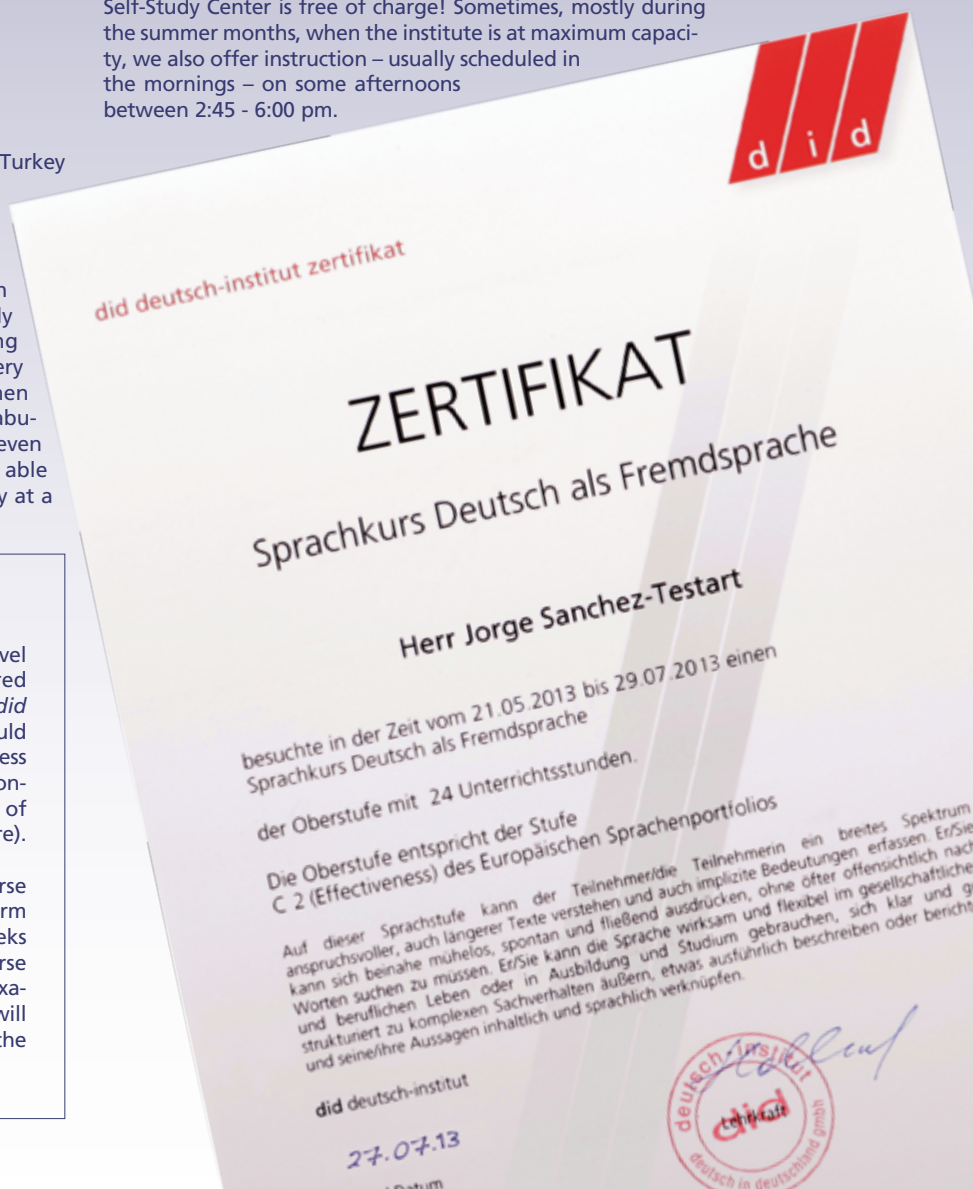 Self-Study Center is free of charge! Sometimes, mostly during
the summer months, when the institute is at maximum capaci-
ty, we also offer instruction – usually scheduled in
the mornings – on some afternoons
between 2:45 - 6:00 pm.
Turkey
able
y at a
did
of
the
d i d
did deutsch-institut zertifikat
ZERTIFIKAT
Sprachkurs Deutsch als Fremdsprache
Herr Jorge Sanchez-Testart
besuchte in der Zeit vom 21.05.2013 bis 29.07.2013 einen
Sprachkurs Deutsch als Fremdsprache
der Oberstufe mit 24 Unterrichtsstunden.
Die Oberstufe entspricht der Stufe
C 2 (Effectiveness) des Europäischen Sprachenportfolios
Auf dieser Sprachstufe kann der Teilnehmer/die Teilnehmerin ein breites Spektrum
anspruchsvoller, auch längerer Texte verstehen und auch implizite Bedeutungen erfassen. Er/Sie
kann sich beinahe mühelos, spontan und fließend ausdrücken, ohne öfter offensichtlich nach
Worten suchen zu müssen. Er/Sie kann die Sprache wirksam und flexibel im gesellschaftliche
und beruflichen Leben oder in Ausbildung und Studium gebrauchen, sich klar und g
strukturiert zu komplexen Sachverhalten äußern, etwas ausführlich beschreiben oder berichte
und seine/ihre Aussagen inhaltlich und sprachlich verknüpfen.
did deutsch-institut
27.07.13
Datum
deutsch-institut
did
Lehrkraft
deutsch in deutschland gmbh